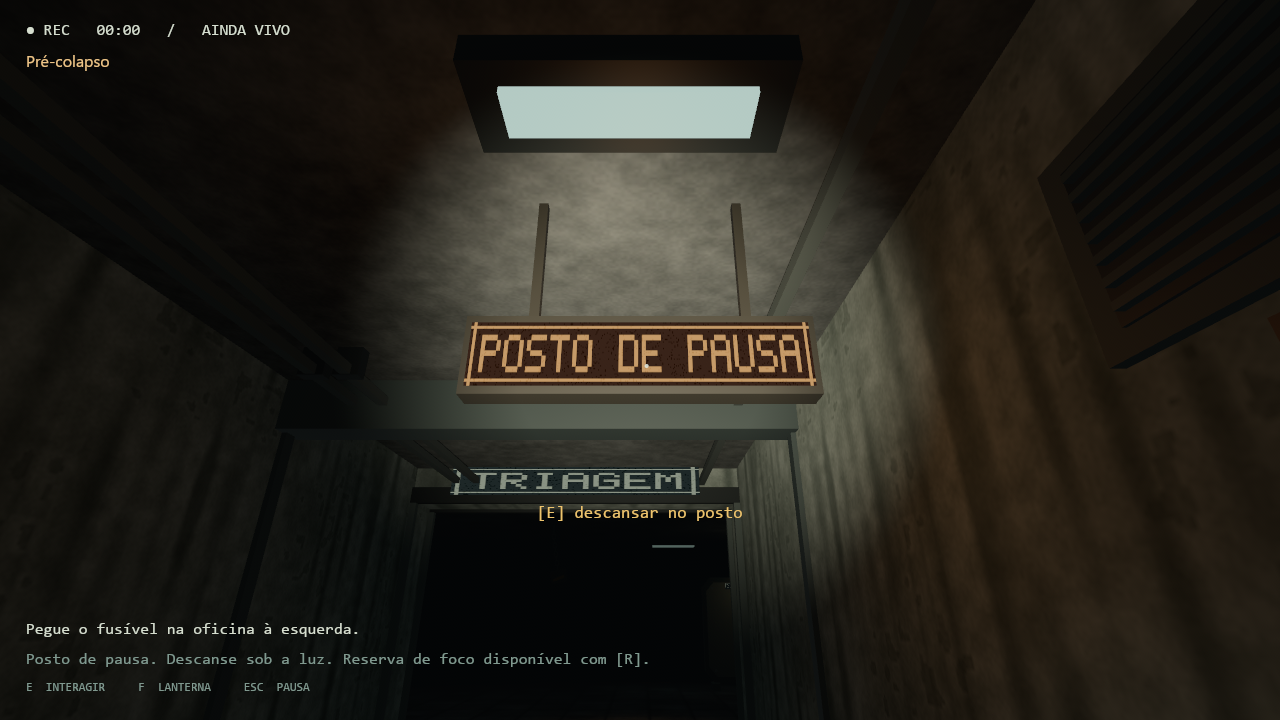 ● REC 00:00 / AINDA VIVO
Pré-colapso
POSTO DE PAUSA
TRIAGEM
[E] descansar no posto
Pegue o fusível na oficina à esquerda.
Posto de pausa. Descanse sob a luz. Reserva de foco disponível com [R].
E INTERAGIR F LANTERNA ESC PAUSA